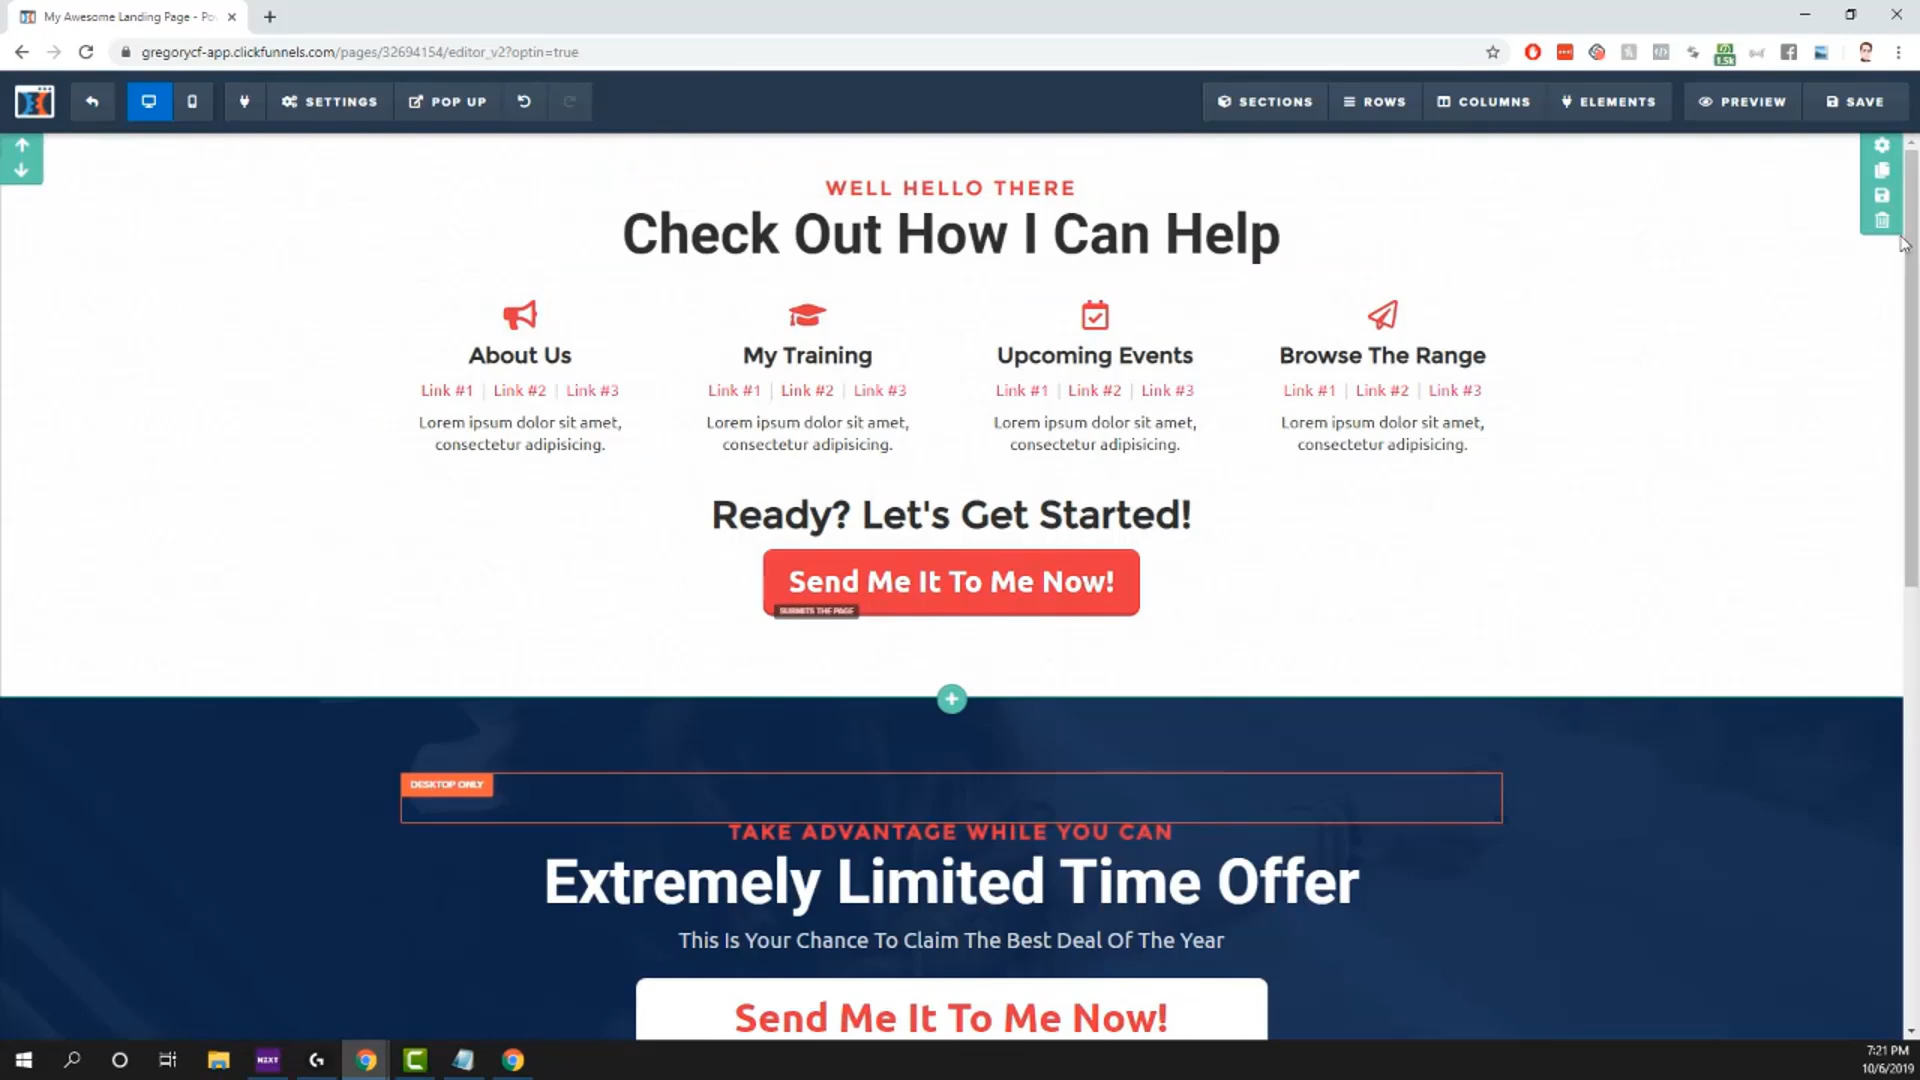 My Awesome Landing Page - Po
gregorycf-app.clickfunnels.com/pages/32694154/editor_v2?optin=true
1.5k
SETTINGS
POP UP
SECTIONS
ROWS
COLUMNS
ELEMENTS
PREVIEW
SAVE
WELL HELLO THERE
Check Out How I Can Help
About Us
My Training
Upcoming Events
Browse The Range
Link #1 | Link #2 | Link #3
Link #1 | Link #2 | Link #3
Link #1 | Link #2 | Link #3
Link #1 | Link #2 | Link #3
Lorem ipsum dolor sit amet,
consectetur adipisicing.
Lorem ipsum dolor sit amet,
consectetur adipisicing.
Lorem ipsum dolor sit amet,
consectetur adipisicing.
Lorem ipsum dolor sit amet,
consectetur adipisicing.
Ready? Let's Get Started!
Send Me It To Me Now!
SUBMITS THE PAGE
DESKTOP ONLY
TAKE ADVANTAGE WHILE YOU CAN
Extremely Limited Time Offer
This Is Your Chance To Claim The Best Deal Of The Year
Send Me It To Me Now!
NZXT
7:21 PM
10/6/2019